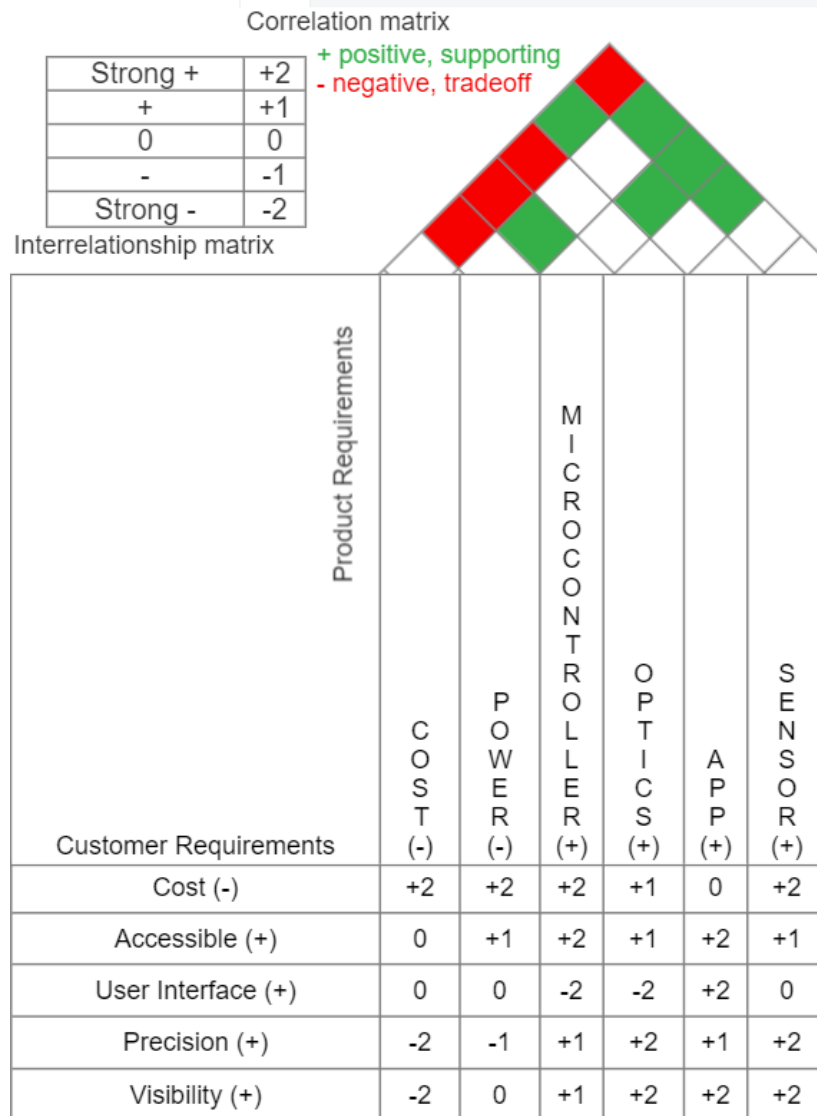 Correlation matrix
+ positive, supporting
- negative, tradeoff
Strong + +2
+ +1
0 0
- -1
Strong - -2
Interrelationship matrix
Product Requirements
COST (-)
POWER (-)
MICROCONTROLLER (+)
OPTICS (+)
APP (+)
SENSOR (+)
Customer Requirements
Cost (-) +2 +2 +2 +1 0 +2
Accessible (+) 0 +1 +2 +1 +2 +1
User Interface (+) 0 0 -2 -2 +2 0
Precision (+) -2 -1 +1 +2 +1 +2
Visibility (+) -2 0 +1 +2 +2 +2